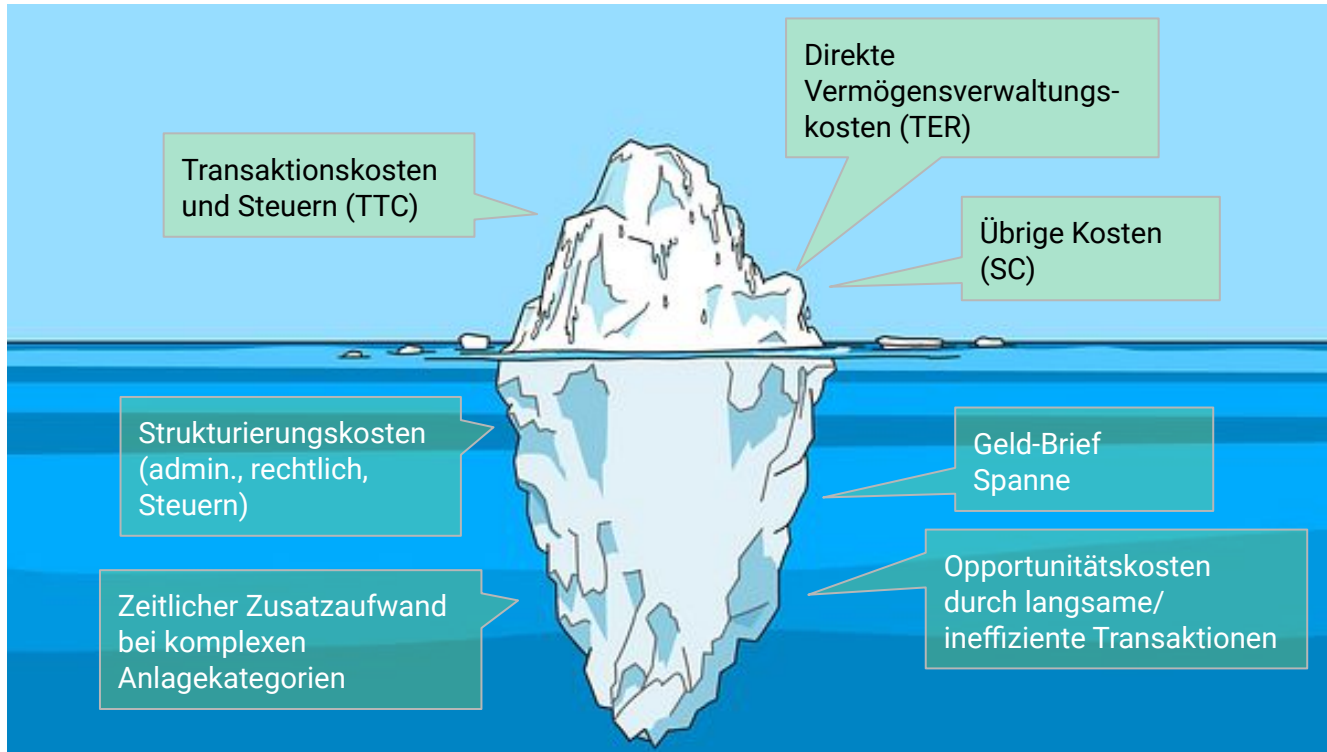 Direkte
Vermögensverwaltungs-
kosten (TER)
Transaktionskosten
und Steuern (TTC)
Übrige Kosten
(SC)
Strukturierungskosten
(admin., rechtlich,
Steuern)
Geld-Brief
Spanne
Zeitlicher Zusatzaufwand
bei komplexen
Anlagekategorien
Opportunitätskosten
durch langsame/
ineffiziente Transaktionen